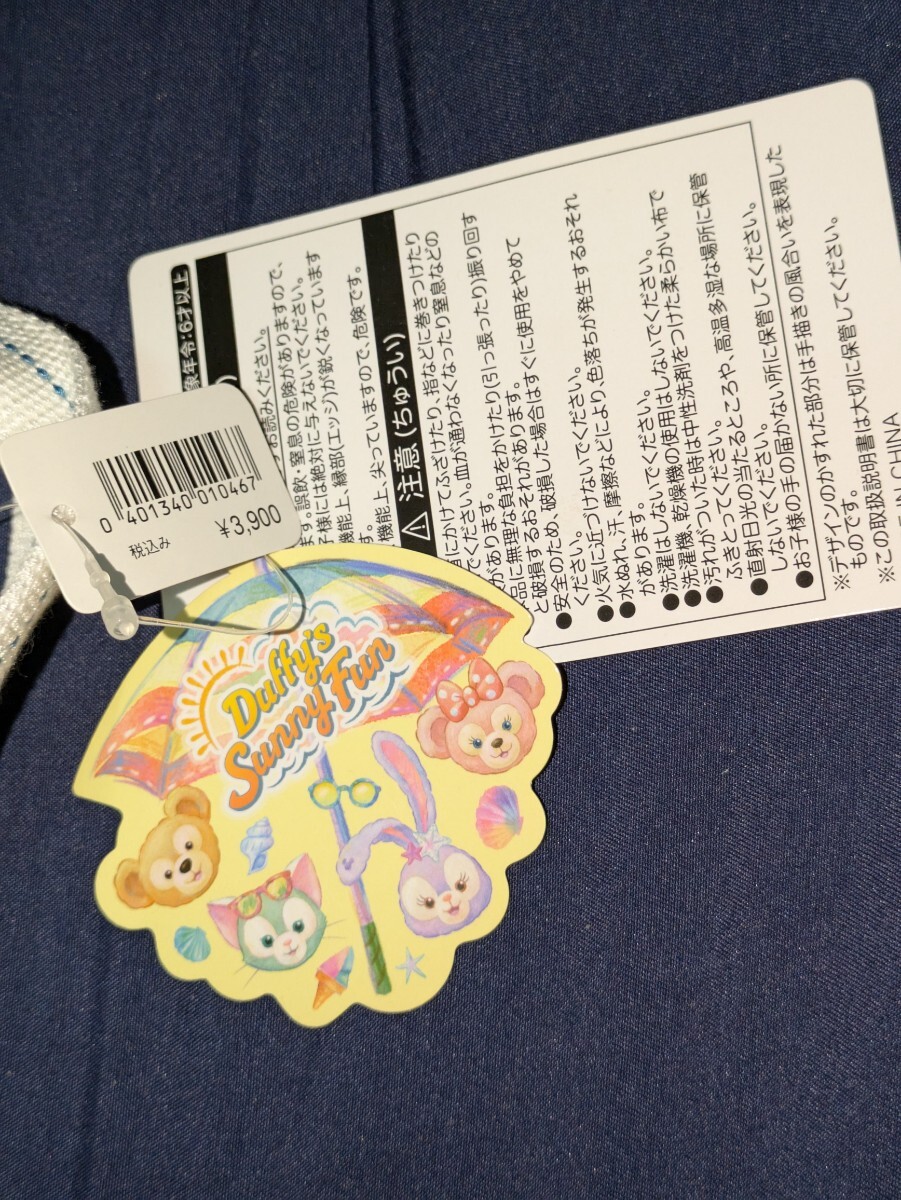 0 401340 010467
税込み ¥3,900
Duffy's
Sunny Fun
象年令:6才以上
お読みください。
ます。誤飲・窒息の危険がありますので、
子様には絶対に与えないでください。
機能上、縁部(エッジ)が鋭くなっています
す。
機能上、尖っていますので、危険です。
注意(ちゅうい)
首にかけてふざけたり、指などに巻きつけたり
でください。血が通わなくなったり窒息などの
があります。
品に無理な負担をかけたり(引っ張ったり)振り回す
と破損するおそれがあります。
●安全のため、破損した場合はすぐに使用をやめて
ください。
●火気に近づけないでください。
●水ぬれ、汗、摩擦などにより、色落ちが発生するおそれ
があります。
●洗濯はしないでください。
●洗濯機、乾燥機の使用はしないでください。
●汚れがついた時は中性洗剤をつけた柔らかい布で
ふきとってください。
●直射日光の当たるところや、高温多湿な場所に保管
しないでください。
●お子様の手の届かない所に保管してください。
※デザインのかすれた部分は手描きの風合いを表現した
ものです。
※この取扱説明書は大切に保管してください。
IN CHINA